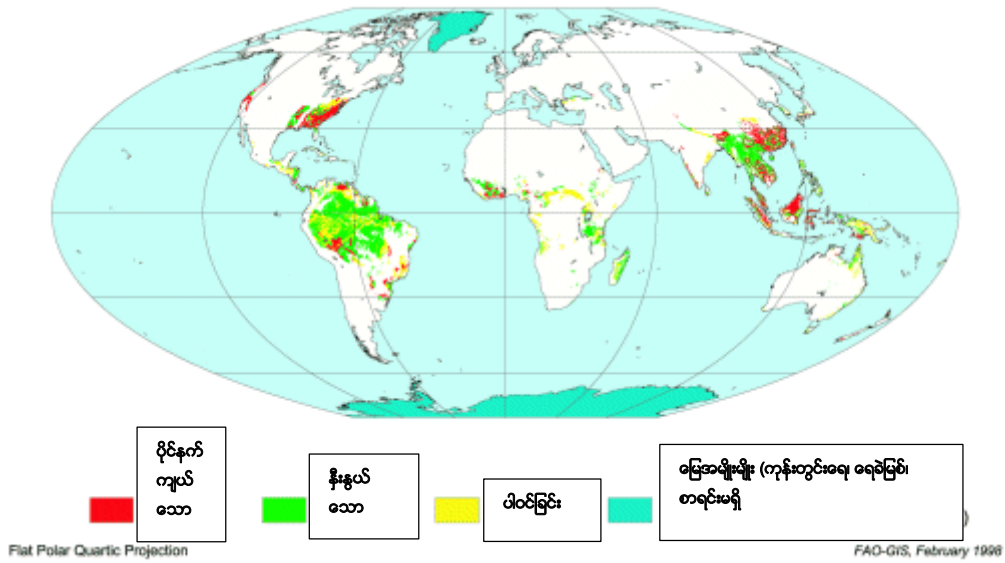 ပိုင်နက်
ကျယ်
သော
နှီးနွယ်
သော
ပါဝင်ခြင်း
မြေအမျိုးမျိုး (ကုန်းတွင်းရေ၊ ရေခဲမြစ်၊
စာရင်းမရှိ
)
Flat Polar Quartic Projection
FAO-GIS, February 1998